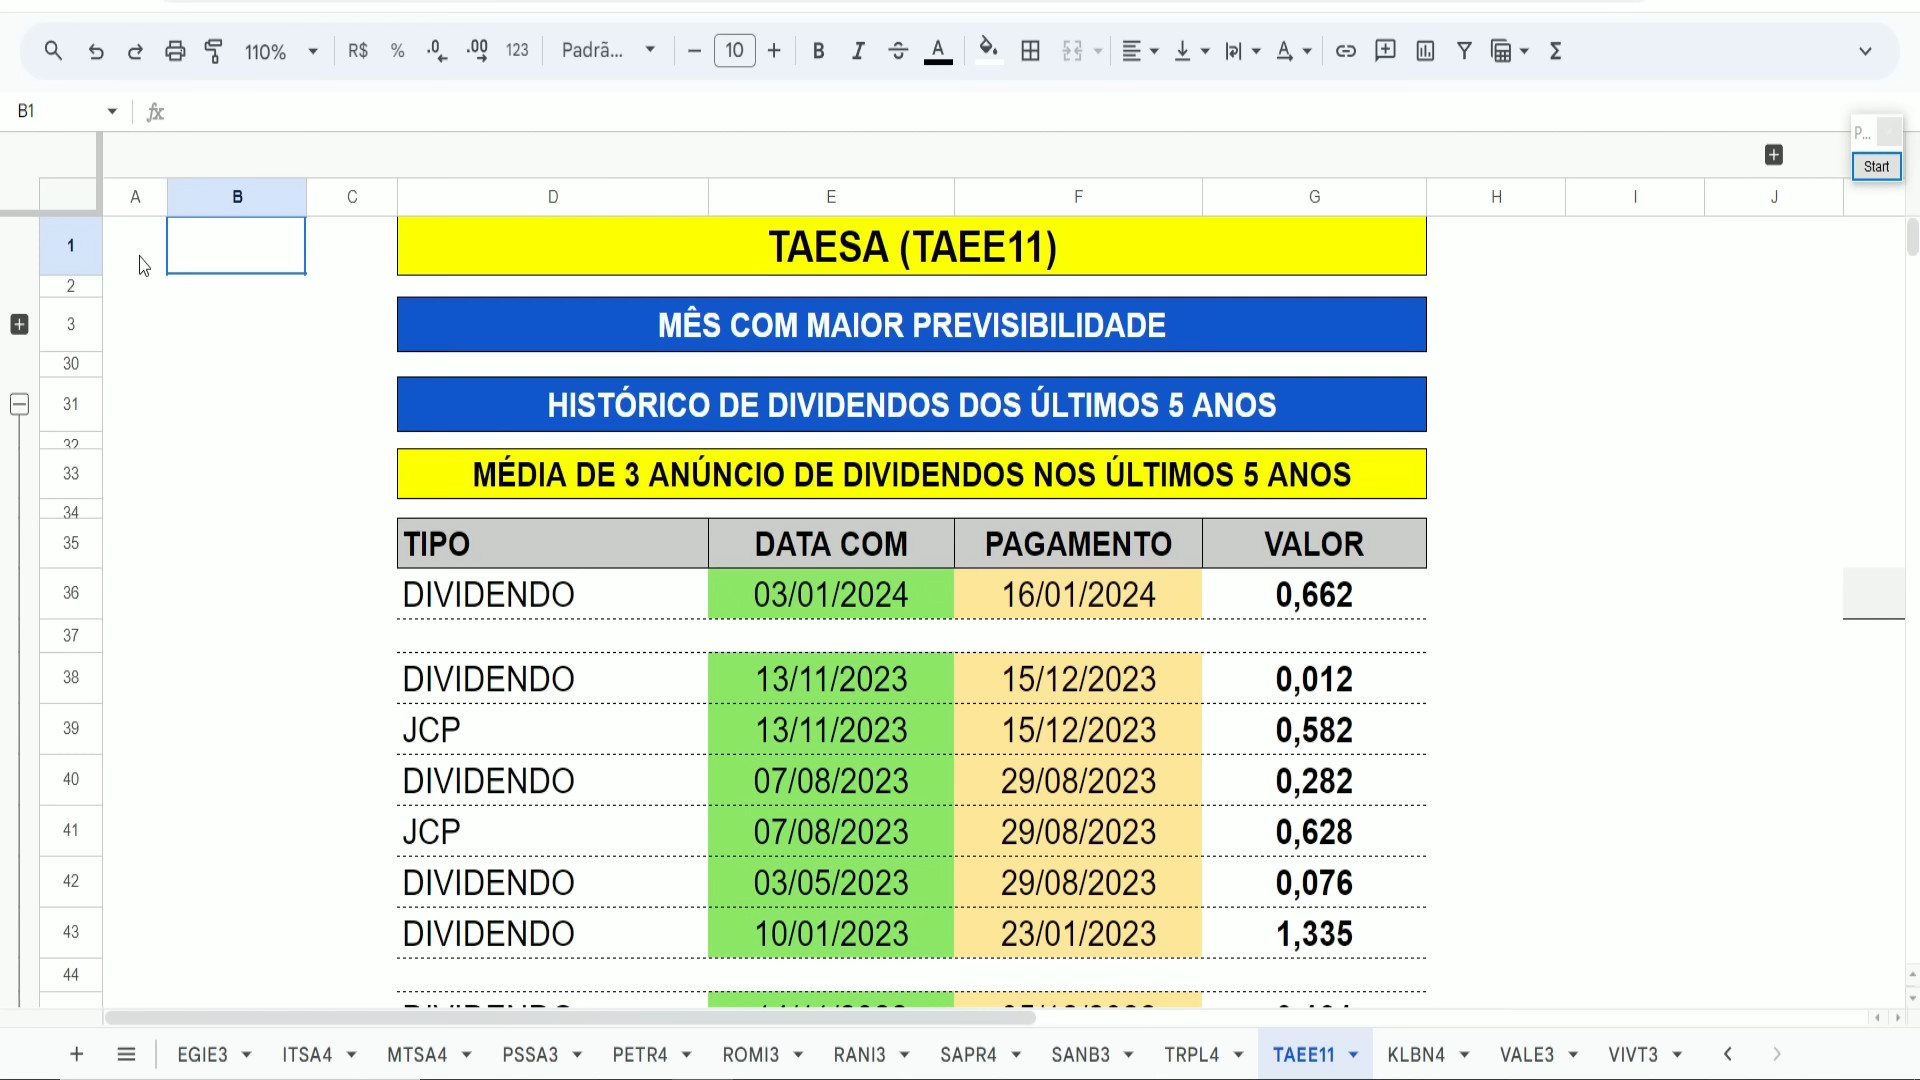 110% R$ % .0 .00 123 Padrã... 10 B I A
B1 fx
P...
Start
A B C D E F G H I J
1 TAESA (TAEE11)
2
3 MÊS COM MAIOR PREVISIBILIDADE
30
31 HISTÓRICO DE DIVIDENDOS DOS ÚLTIMOS 5 ANOS
32
33 MÉDIA DE 3 ANÚNCIO DE DIVIDENDOS NOS ÚLTIMOS 5 ANOS
34
35 TIPO DATA COM PAGAMENTO VALOR
36 DIVIDENDO 03/01/2024 16/01/2024 0,662
37
38 DIVIDENDO 13/11/2023 15/12/2023 0,012
39 JCP 13/11/2023 15/12/2023 0,582
40 DIVIDENDO 07/08/2023 29/08/2023 0,282
41 JCP 07/08/2023 29/08/2023 0,628
42 DIVIDENDO 03/05/2023 29/08/2023 0,076
43 DIVIDENDO 10/01/2023 23/01/2023 1,335
44
EGIE3 ITSA4 MTSA4 PSSA3 PETR4 ROMI3 RANI3 SAPR4 SANB3 TRPL4 TAEE11 KLBN4 VALE3 VIVT3